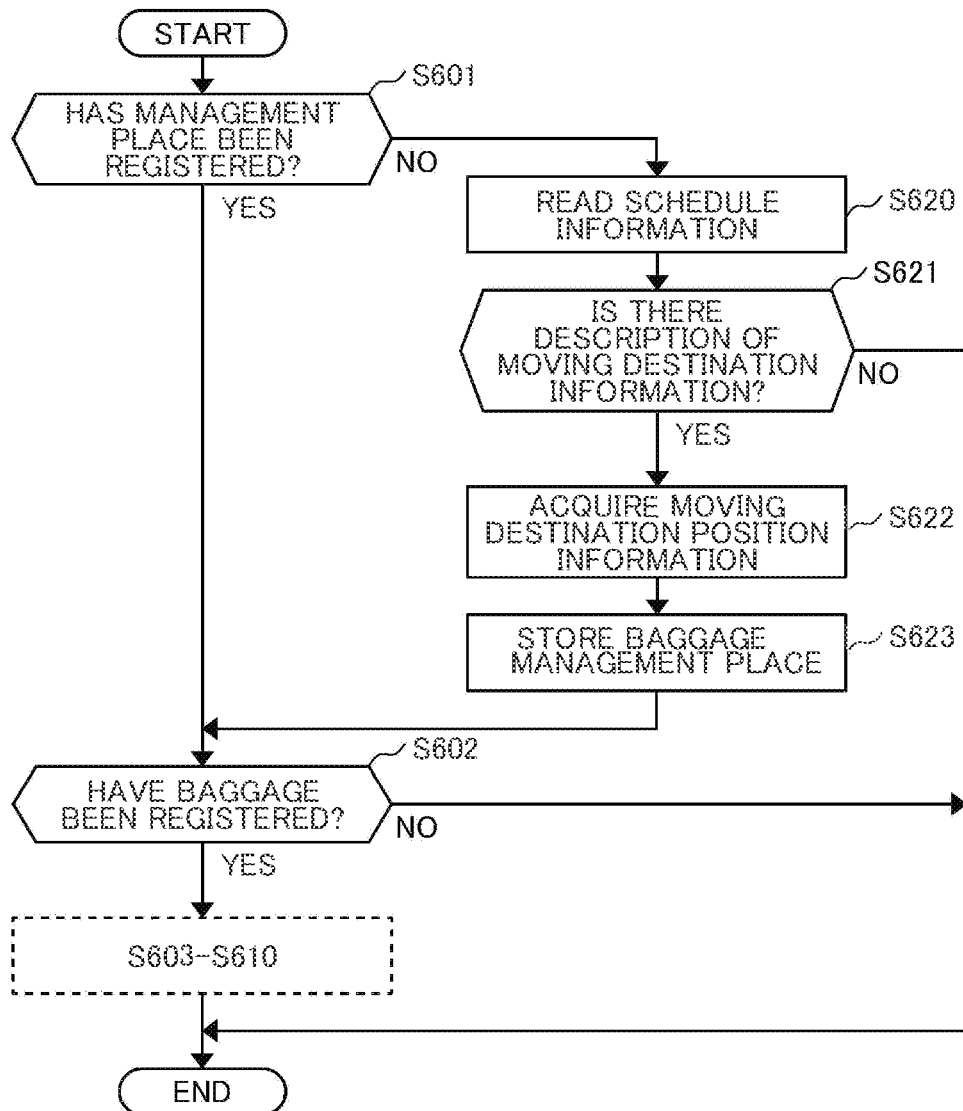 START
S601
HAS MANAGEMENT
PLACE BEEN
REGISTERED?
NO
YES
READ SCHEDULE
INFORMATION
S620
S621
IS THERE
DESCRIPTION OF
MOVING DESTINATION
INFORMATION?
NO
YES
ACQUIRE MOVING
DESTINATION POSITION
INFORMATION
S622
STORE BAGGAGE
MANAGEMENT PLACE
S623
S602
HAVE BAGGAGE
BEEN REGISTERED?
NO
YES
S603-S610
END